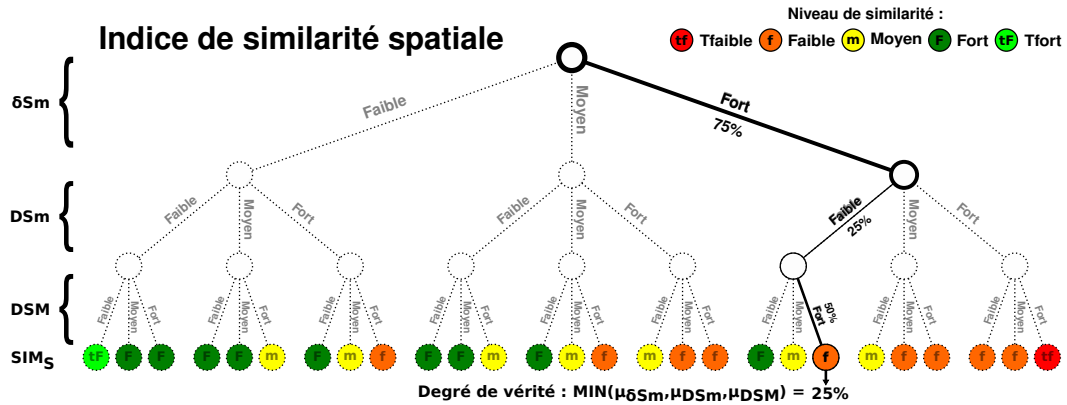 Indice de similarité spatiale
Niveau de similarité :
tf Tfaible f Faible m Moyen F Fort tF Tfort
δSm
Faible
Moyen
Fort
75%
DSm
Faible
Moyen
Fort
Faible
Moyen
Fort
Faible
25%
Moyen
Fort
DSM
Faible Moyen Fort Faible Moyen Fort Faible Moyen Fort Faible Moyen Fort Faible Moyen Fort Faible Moyen Fort Faible Moyen Fort 50% Faible Moyen Fort Faible Moyen Fort
SIMS
tF F F F F m F m f F F m F m f m f f F m f m f f f f tf
Degré de vérité : MIN(μδSm,μDSm,μDSM) = 25%